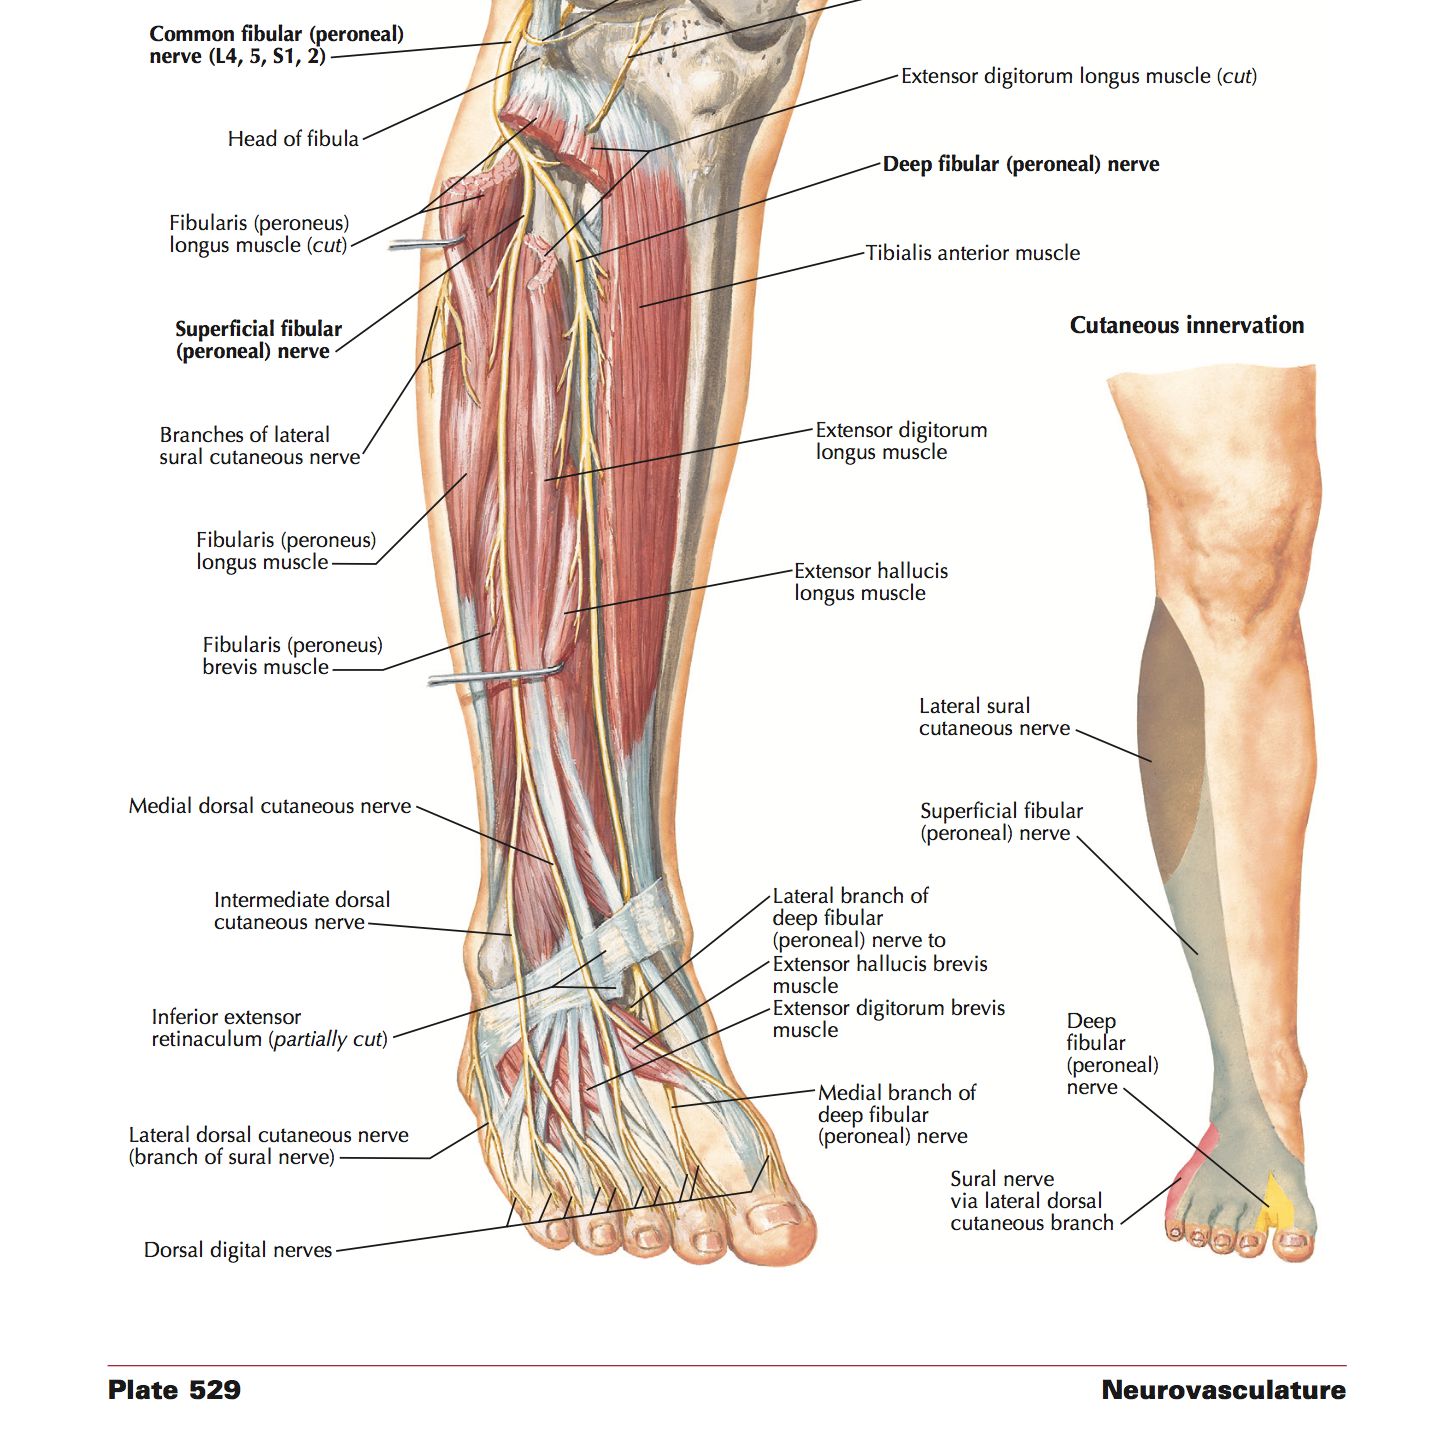 Common fibular (peroneal)
nerve (L4, 5, S1, 2)
Head of fibula
Fibularis (peroneus)
longus muscle (cut)
Superficial fibular
(peroneal) nerve
Branches of lateral
sural cutaneous nerve
Fibularis (peroneus)
longus muscle
Fibularis (peroneus)
brevis muscle
Medial dorsal cutaneous nerve
Intermediate dorsal
cutaneous nerve
Inferior extensor
retinaculum (partially cut)
Lateral dorsal cutaneous nerve
(branch of sural nerve)
Dorsal digital nerves
Extensor digitorum longus muscle (cut)
Deep fibular (peroneal) nerve
Tibialis anterior muscle
Extensor digitorum
longus muscle
Extensor hallucis
longus muscle
Lateral branch of
deep fibular
(peroneal) nerve to
Extensor hallucis brevis
muscle
Extensor digitorum brevis
muscle
Medial branch of
deep fibular
(peroneal) nerve
Cutaneous innervation
Lateral sural
cutaneous nerve
Superficial fibular
(peroneal) nerve
Deep
fibular
(peroneal)
nerve
Sural nerve
via lateral dorsal
cutaneous branch
Plate 529
Neurovasculature